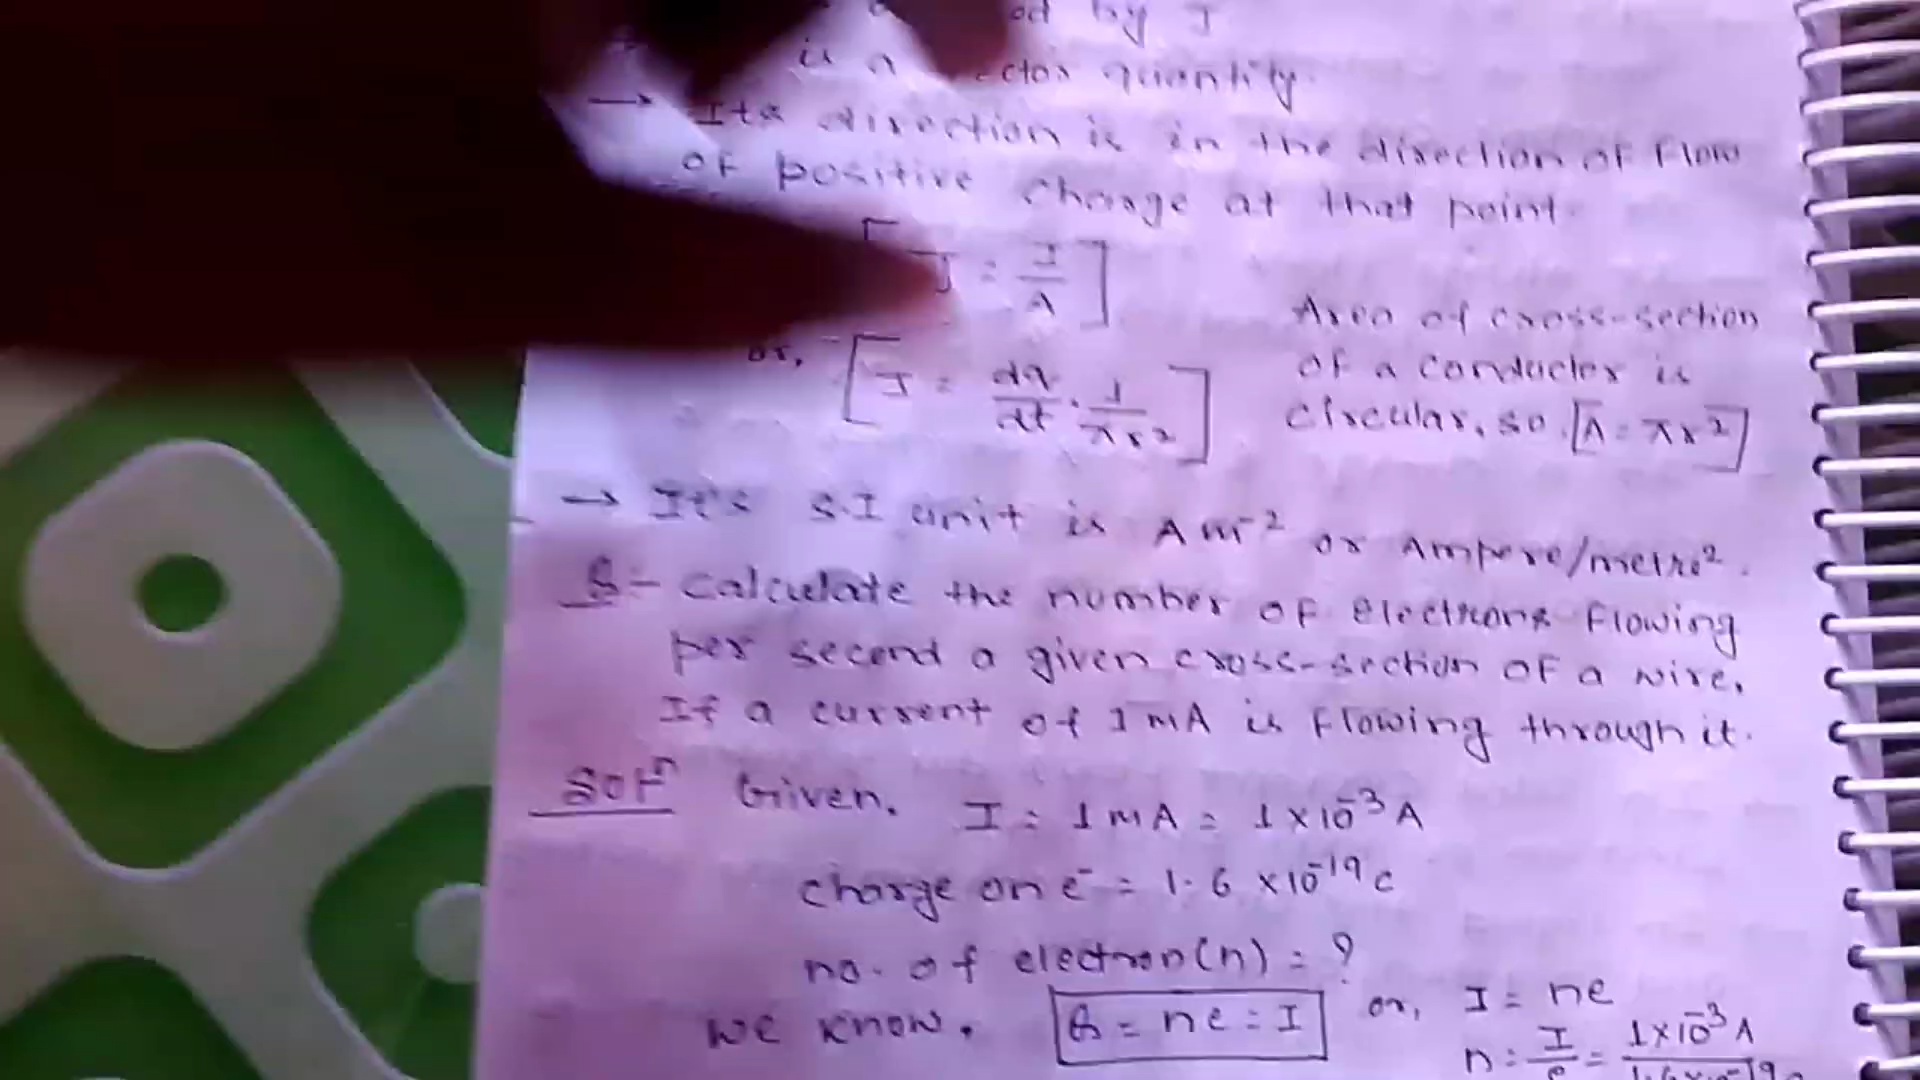 by J
is a quantity.
→ Its direction is in the direction of flow
of positive charge at that point.
[J = I/A]
or, [J = dq/dt · 1/πr²]
Area of cross-section
of a conductor is
circular, so [A = πr²]
→ It's S.I unit is Am⁻² or Ampere/metre².
Q:- Calculate the number of electrons flowing
per second a given cross-section of a wire,
If a current of 1mA is flowing through it.
Solⁿ Given, I = 1mA = 1×10⁻³A
charge on e⁻ = 1.6 ×10⁻¹⁹c
no. of electron(n) = ?
we know, Q = ne = I or, I = ne
n = I/e = 1×10⁻³A